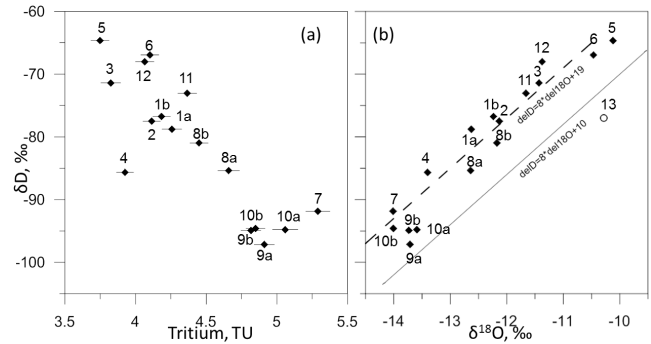 -60
-70
-80
-90
-100
δD, ‰
(a)
5
6
12
3
11
1b
1a
2
8b
4
8a
7
10b
10a
9b
9a
3.5
4
4.5
5
5.5
Tritium, TU
(b)
5
12
6
3
11
13
1b
2
1a
8b
4
8a
7
9b
10b
10a
9a
delD=8*del18O+19
delD=8*del18O+10
-14
-13
-12
-11
-10
δ¹⁸O, ‰